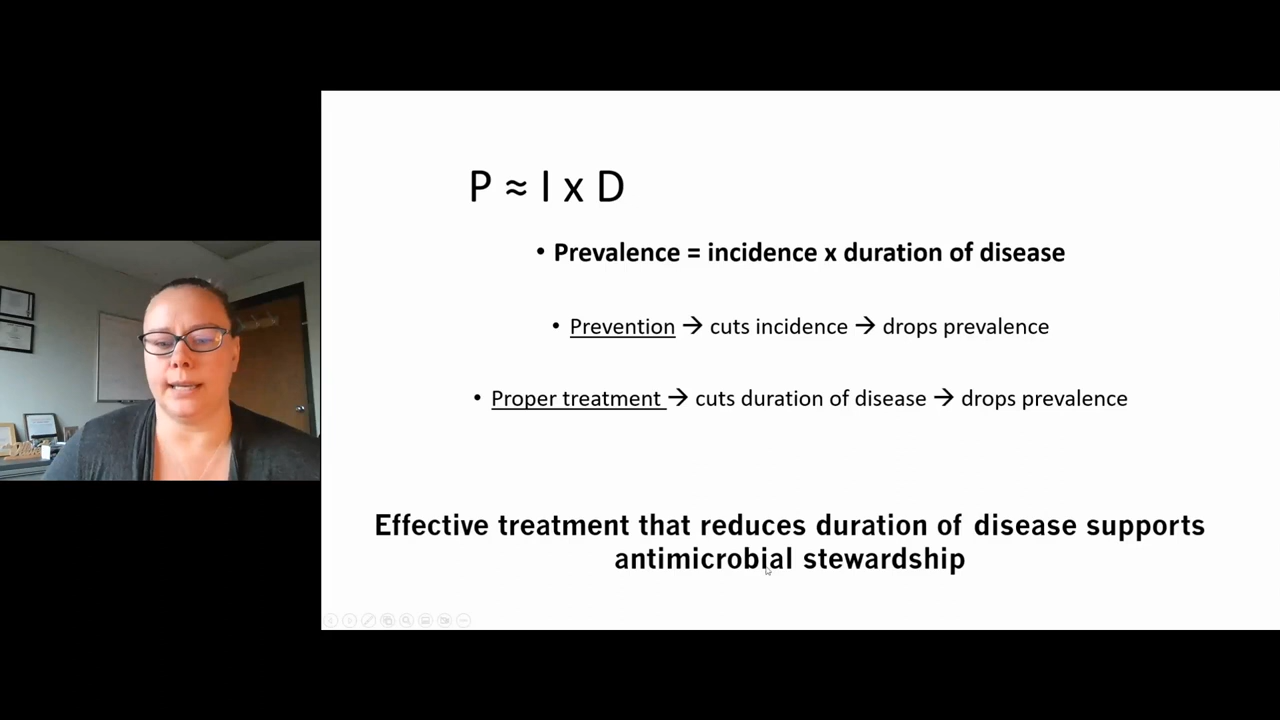 P ≈ I x D
• Prevalence = incidence x duration of disease
• Prevention → cuts incidence → drops prevalence
• Proper treatment → cuts duration of disease → drops prevalence
Effective treatment that reduces duration of disease supports
antimicrobial stewardship